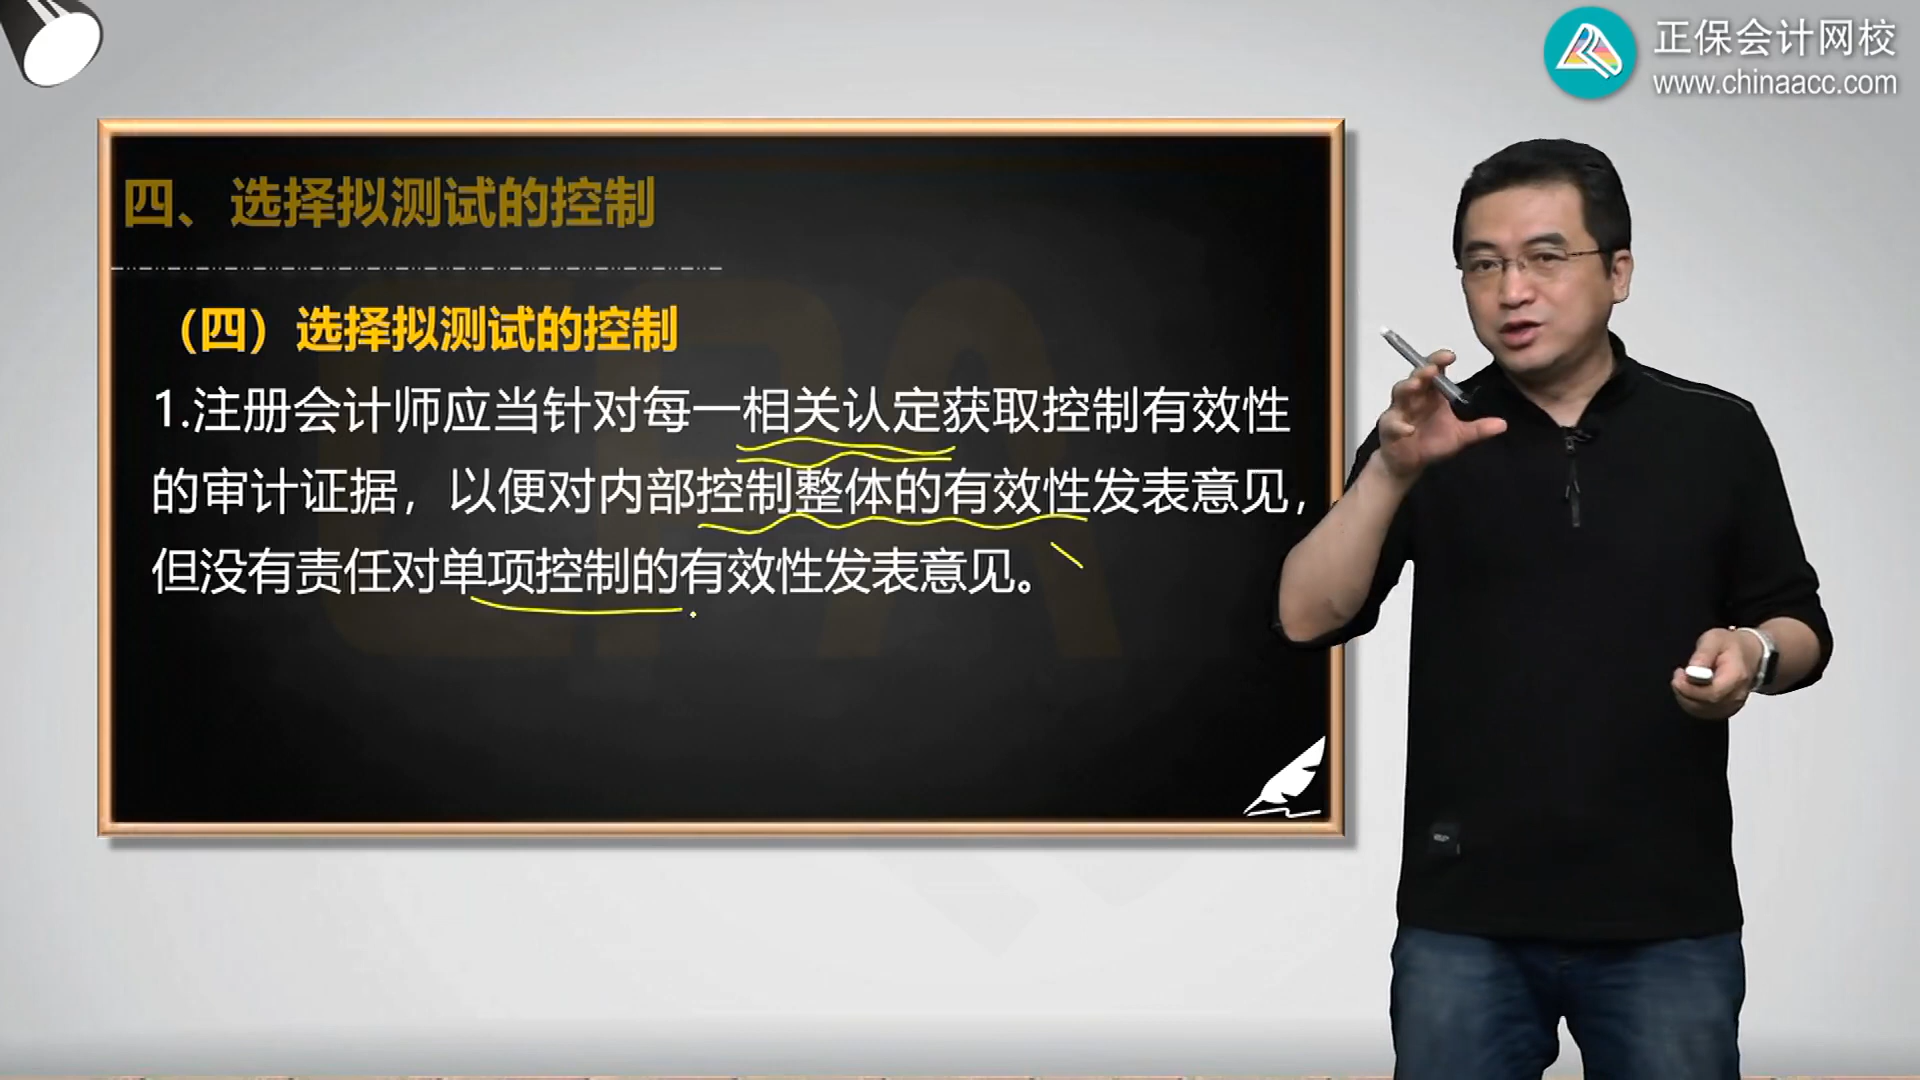 正保会计网校
www.chinaacc.com
四、选择拟测试的控制
（四）选择拟测试的控制
1.注册会计师应当针对每一相关认定获取控制有效性
的审计证据，以便对内部控制整体的有效性发表意见，
但没有责任对单项控制的有效性发表意见。
CPA